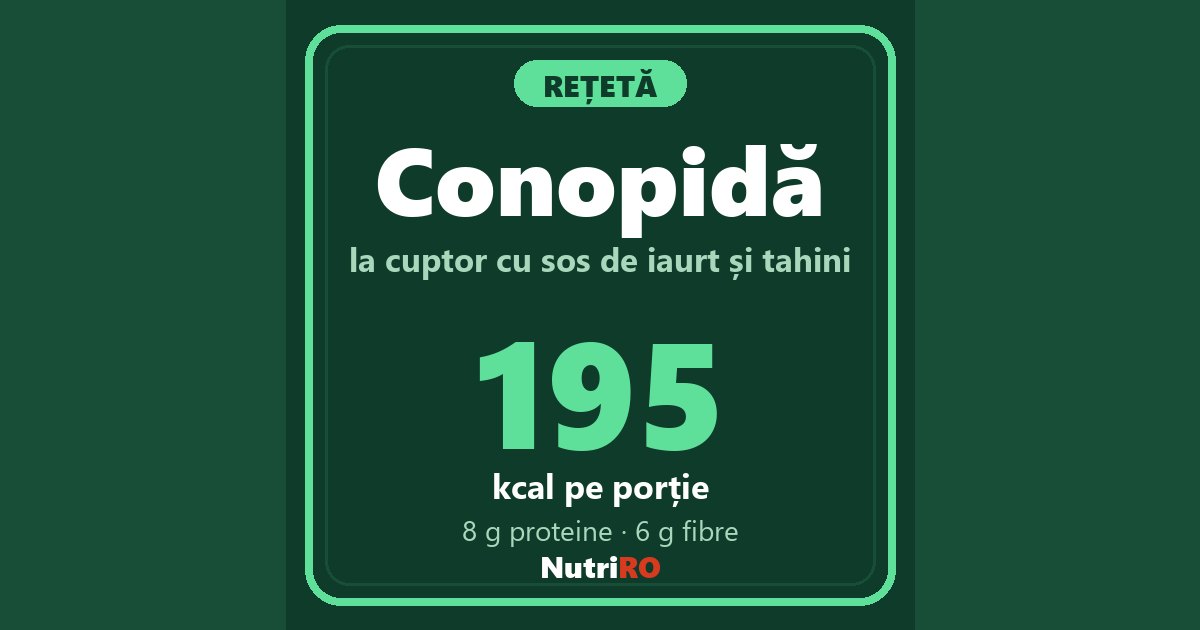 REȚETĂ
Conopidă
la cuptor cu sos de iaurt și tahini
195
kcal pe porție
8 g proteine · 6 g fibre
NutriRO